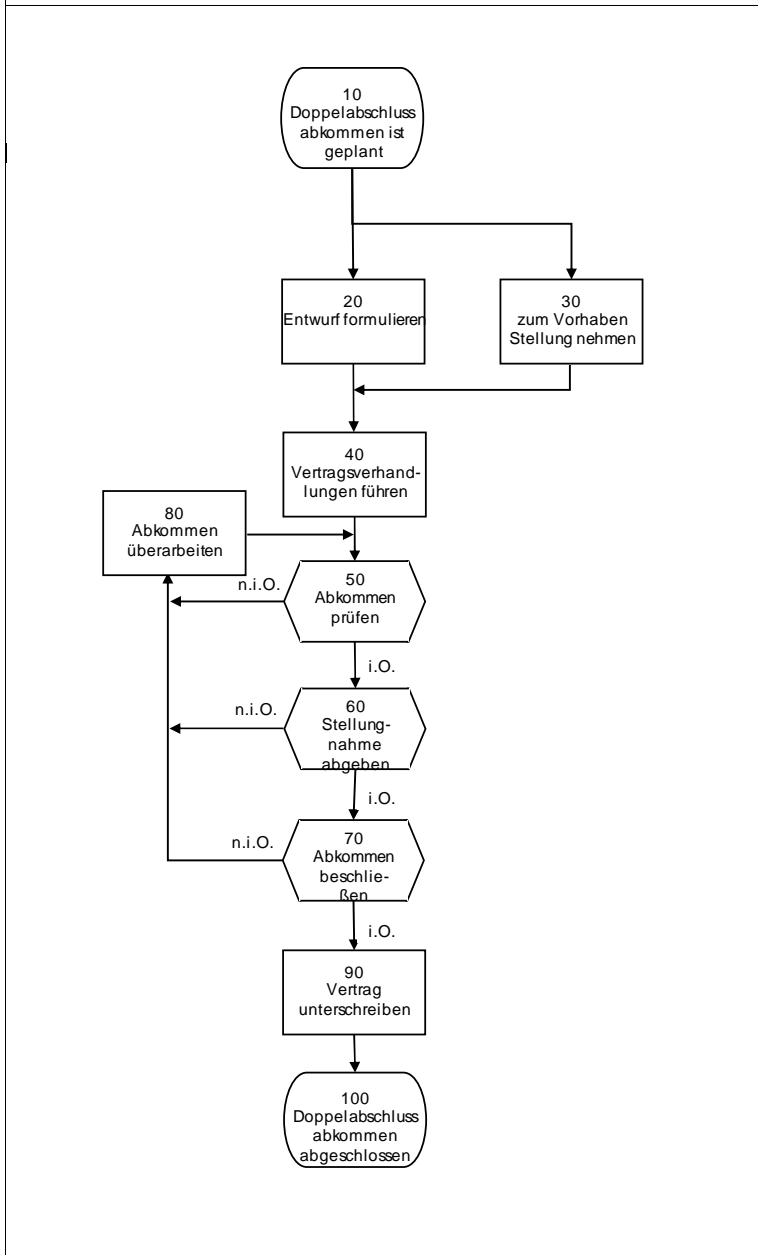 10
Doppelabschluss
abkommen ist
geplant
20
Entwurf formulieren
30
zum Vorhaben
Stellung nehmen
40
Vertragsverhand-
lungen führen
80
Abkommen
überarbeiten
n.i.O.
50
Abkommen
prüfen
i.O.
n.i.O.
60
Stellung-
nahme
abgeben
i.O.
n.i.O.
70
Abkommen
beschlie-
ßen
i.O.
90
Vertrag
unterschreiben
100
Doppelabschluss
abkommen
abgeschlossen